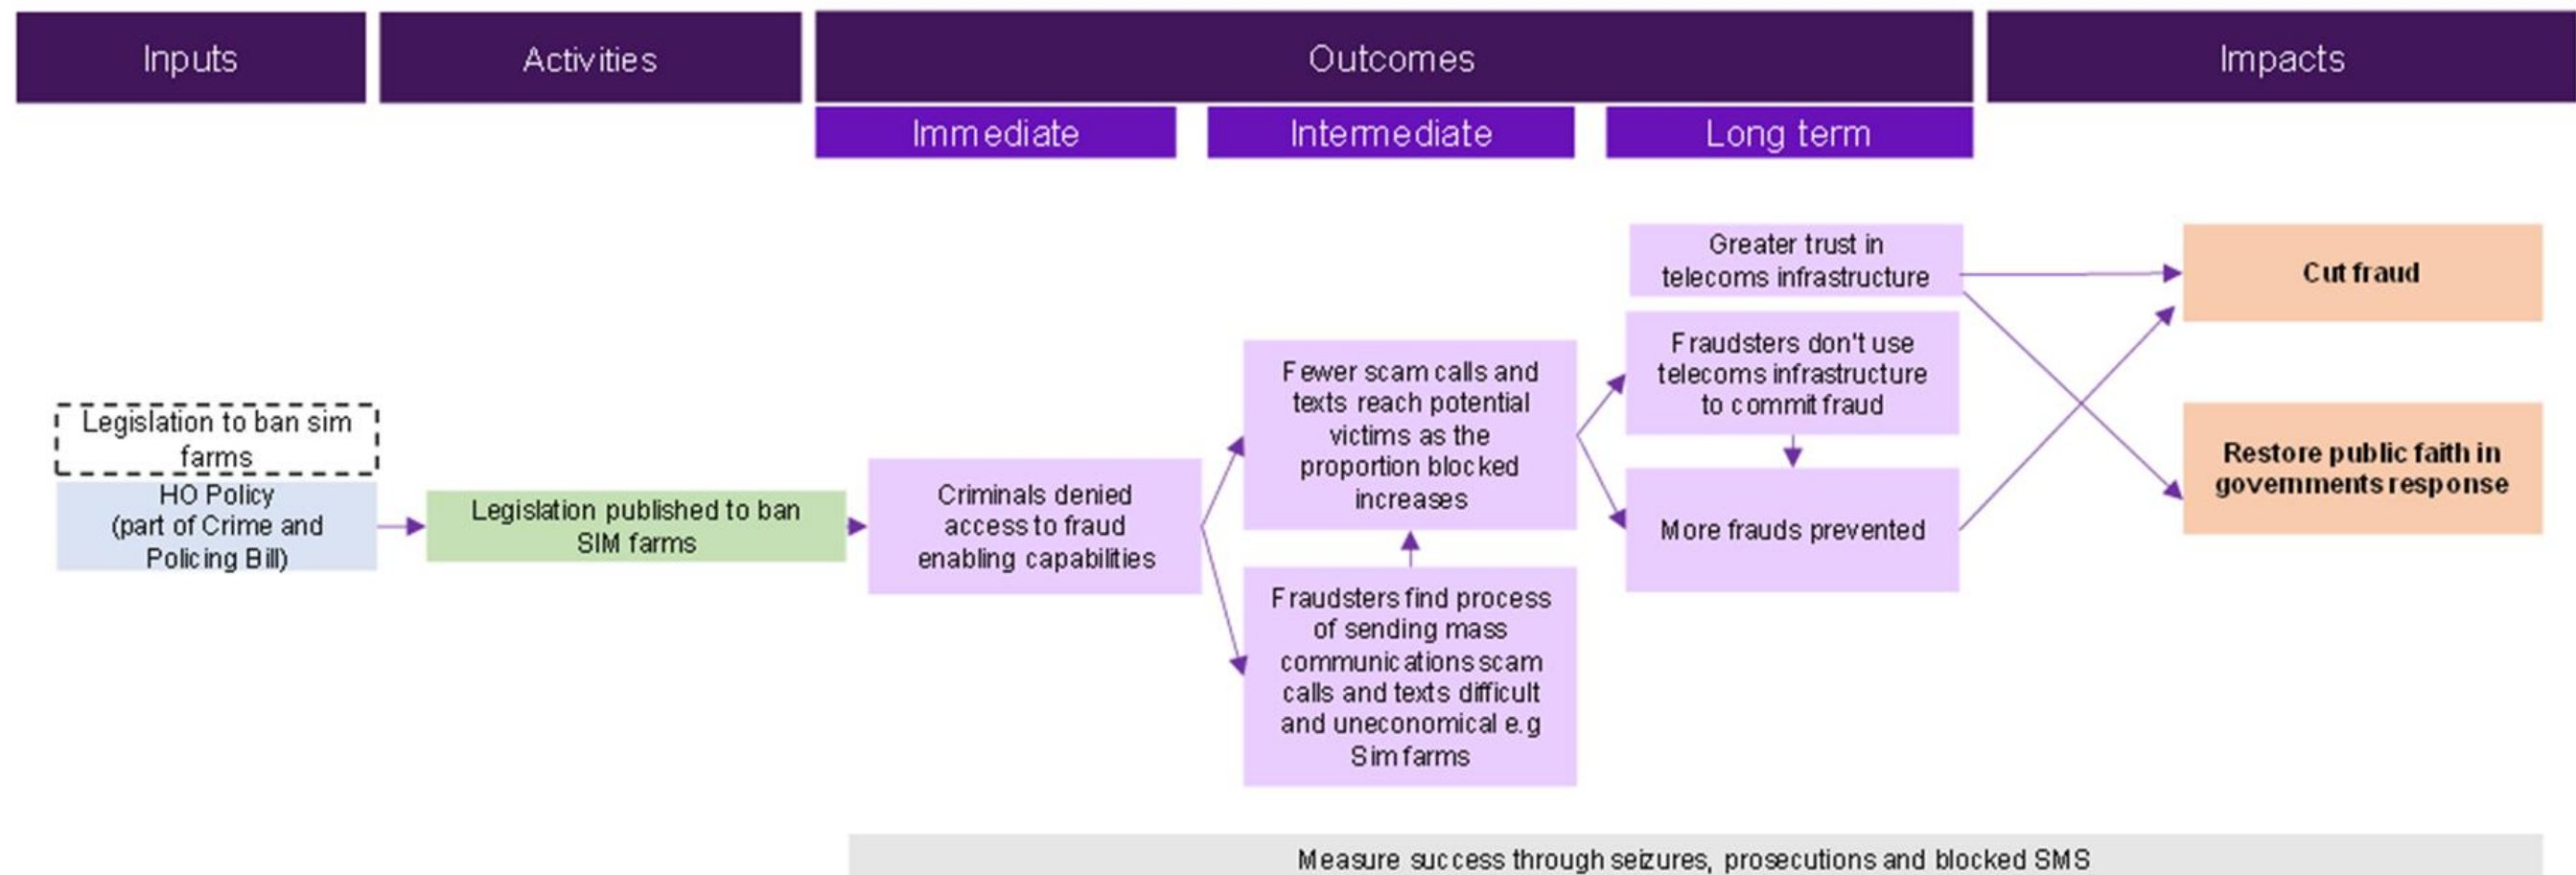 Inputs
Activities
Outcomes
Impacts
Immediate
Intermediate
Long term
Legislation to ban sim
farms
HO Policy
(part of Crime and
Policing Bill)
Legislation published to ban
SIM farms
Criminals denied
access to fraud
enabling capabilities
Fewer scam calls and
texts reach potential
victims as the
proportion blocked
increases
Fraudsters find process
of sending mass
communications scam
calls and texts difficult
and uneconomical e.g
Sim farms
Greater trust in
telecoms infrastructure
Fraudsters don't use
telecoms infrastructure
to commit fraud
More frauds prevented
Cut fraud
Restore public faith in
governments response
Measure success through seizures, prosecutions and blocked SMS